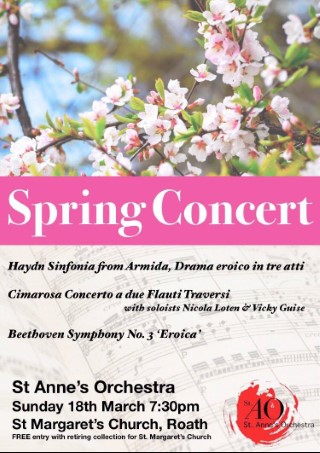 Spring Concert
Haydn Sinfonia from Armida, Drama eroico in tre atti
Cimarosa Concerto a due Flauti Traversi
with soloists Nicola Loten & Vicky Guise
Beethoven Symphony No. 3 ‘Eroica’
St Anne’s Orchestra
Sunday 18th March 7:30pm
St Margaret’s Church, Roath
FREE entry with retiring collection for St. Margaret’s Church
40
St. Anne’s Orchestra